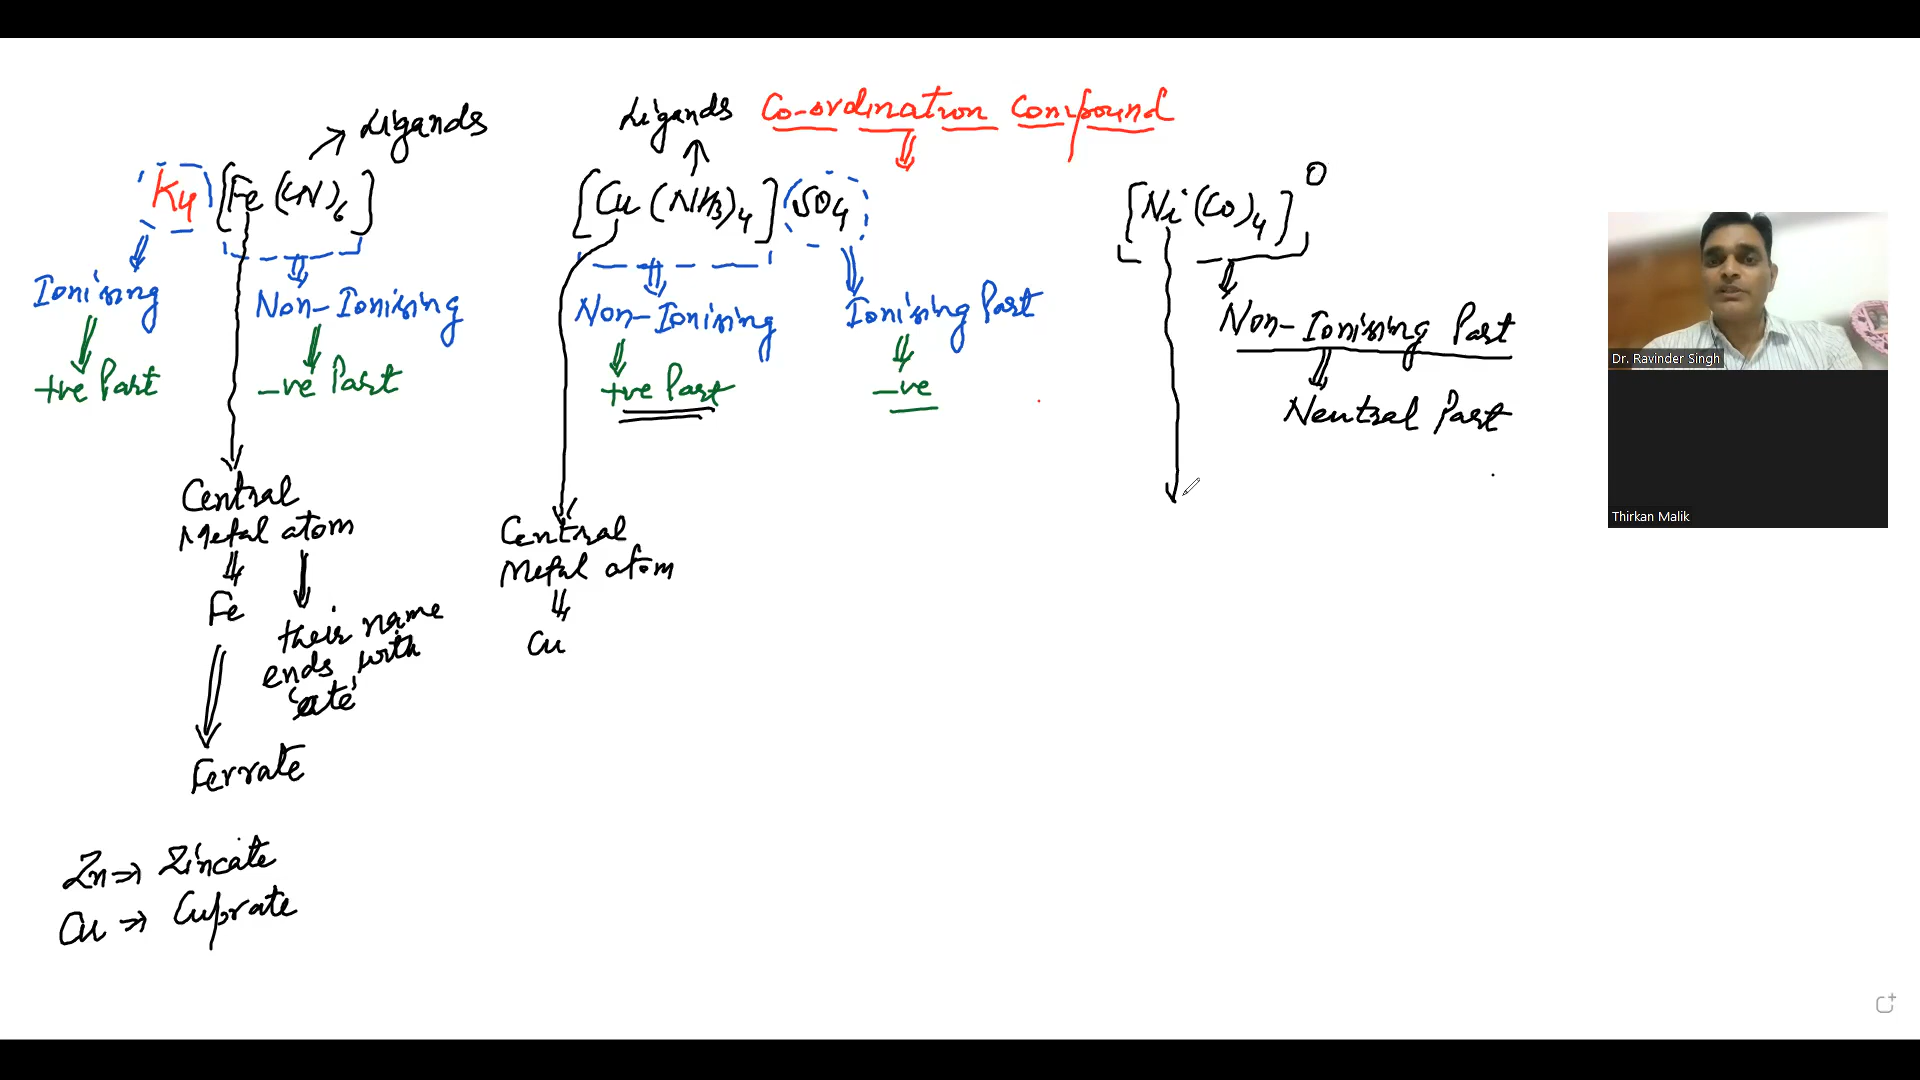 Co-ordination Compound
Ligands
K4 [Fe(CN)6]
Ionising
+ve Part
Non-Ionising
-ve Part
Central
Metal atom
Fe
their name
ends with
'ate'
Ferrate
Zn ⇒ Zincate
Cu ⇒ Cuprate
Ligands
[Cu(NH3)4] SO4
Non-Ionising
+ve Part
Ionising Part
-ve
Central
Metal atom
Cu
[Ni(CO)4]0
Non-Ionising Part
Neutral Part
Dr. Ravinder Singh
Thirkan Malik